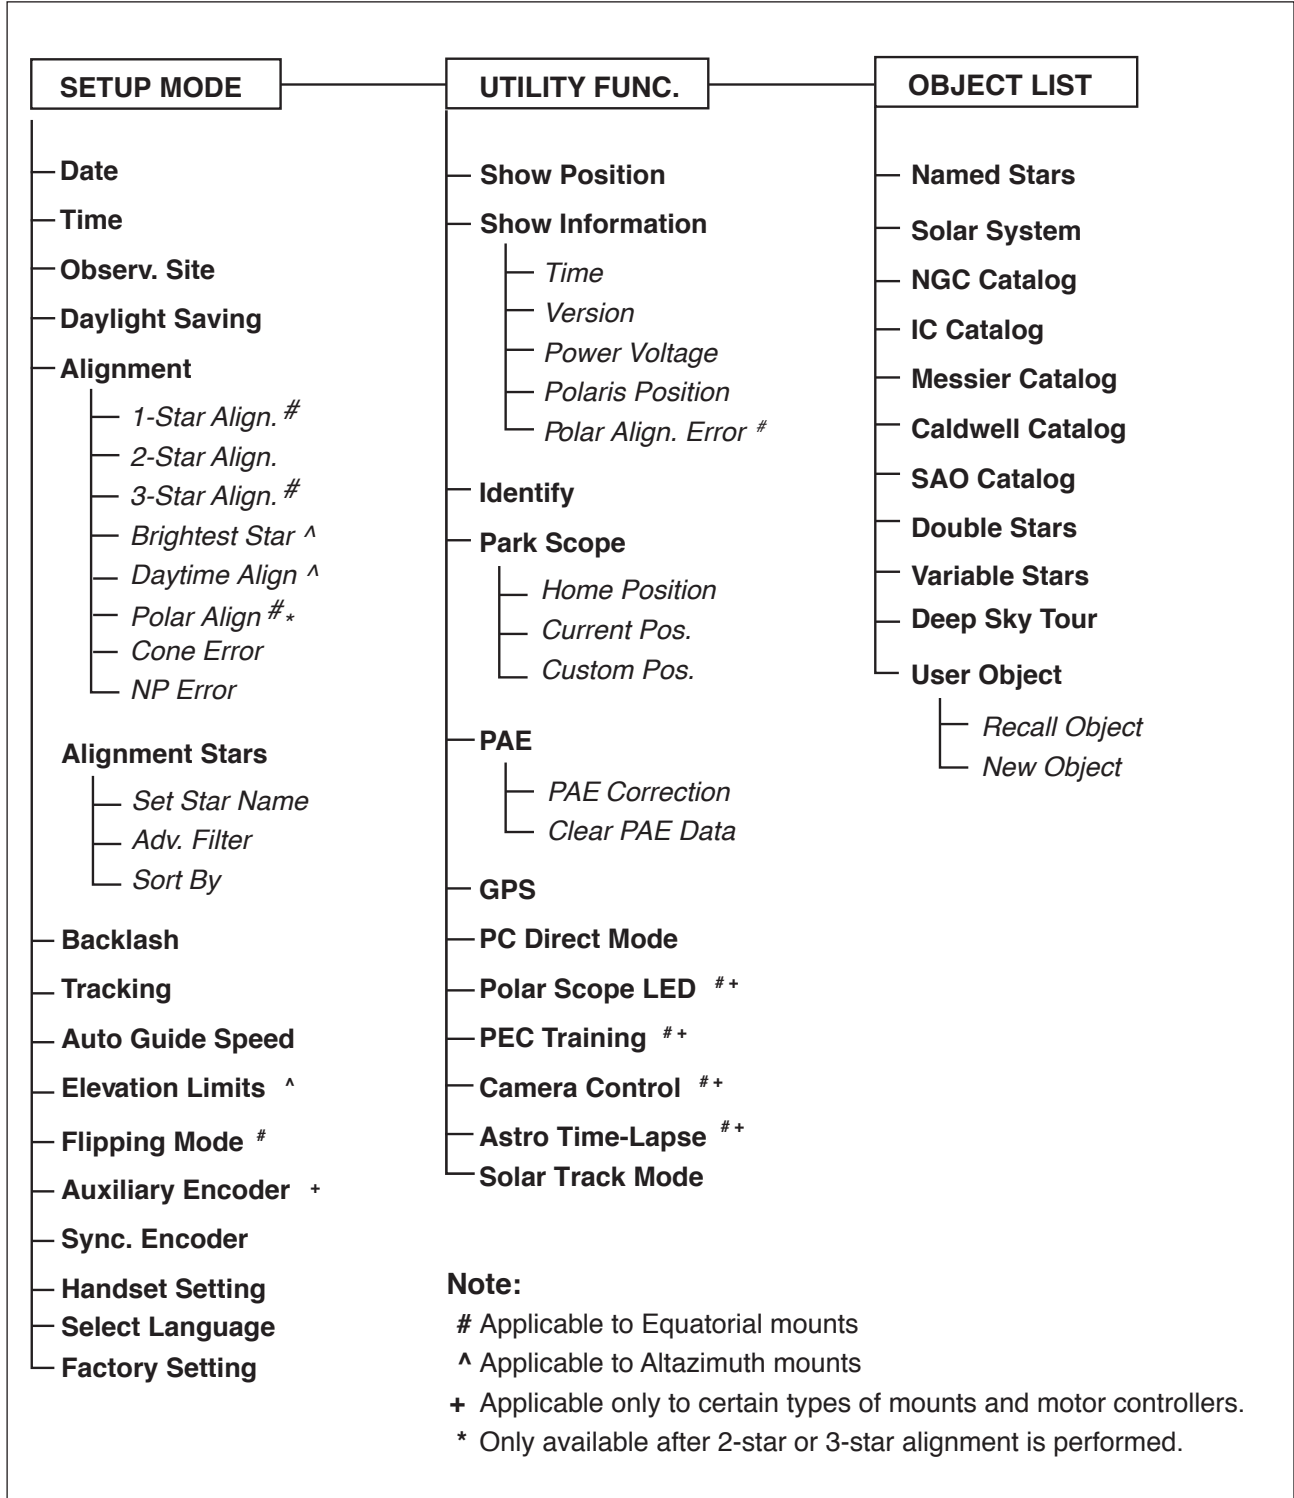 SETUP MODE
Date
Time
Observ. Site
Daylight Saving
Alignment
1-Star Align. #
2-Star Align.
3-Star Align. #
Brightest Star ^
Daytime Align ^
Polar Align # *
Cone Error
NP Error
Alignment Stars
Set Star Name
Adv. Filter
Sort By
Backlash
Tracking
Auto Guide Speed
Elevation Limits ^
Flipping Mode #
Auxiliary Encoder +
Sync. Encoder
Handset Setting
Select Language
Factory Setting
UTILITY FUNC.
Show Position
Show Information
Time
Version
Power Voltage
Polaris Position
Polar Align. Error #
Identify
Park Scope
Home Position
Current Pos.
Custom Pos.
PAE
PAE Correction
Clear PAE Data
GPS
PC Direct Mode
Polar Scope LED # +
PEC Training # +
Camera Control # +
Astro Time-Lapse # +
Solar Track Mode
OBJECT LIST
Named Stars
Solar System
NGC Catalog
IC Catalog
Messier Catalog
Caldwell Catalog
SAO Catalog
Double Stars
Variable Stars
Deep Sky Tour
User Object
Recall Object
New Object
Note:
# Applicable to Equatorial mounts
^ Applicable to Altazimuth mounts
+ Applicable only to certain types of mounts and motor controllers.
* Only available after 2-star or 3-star alignment is performed.